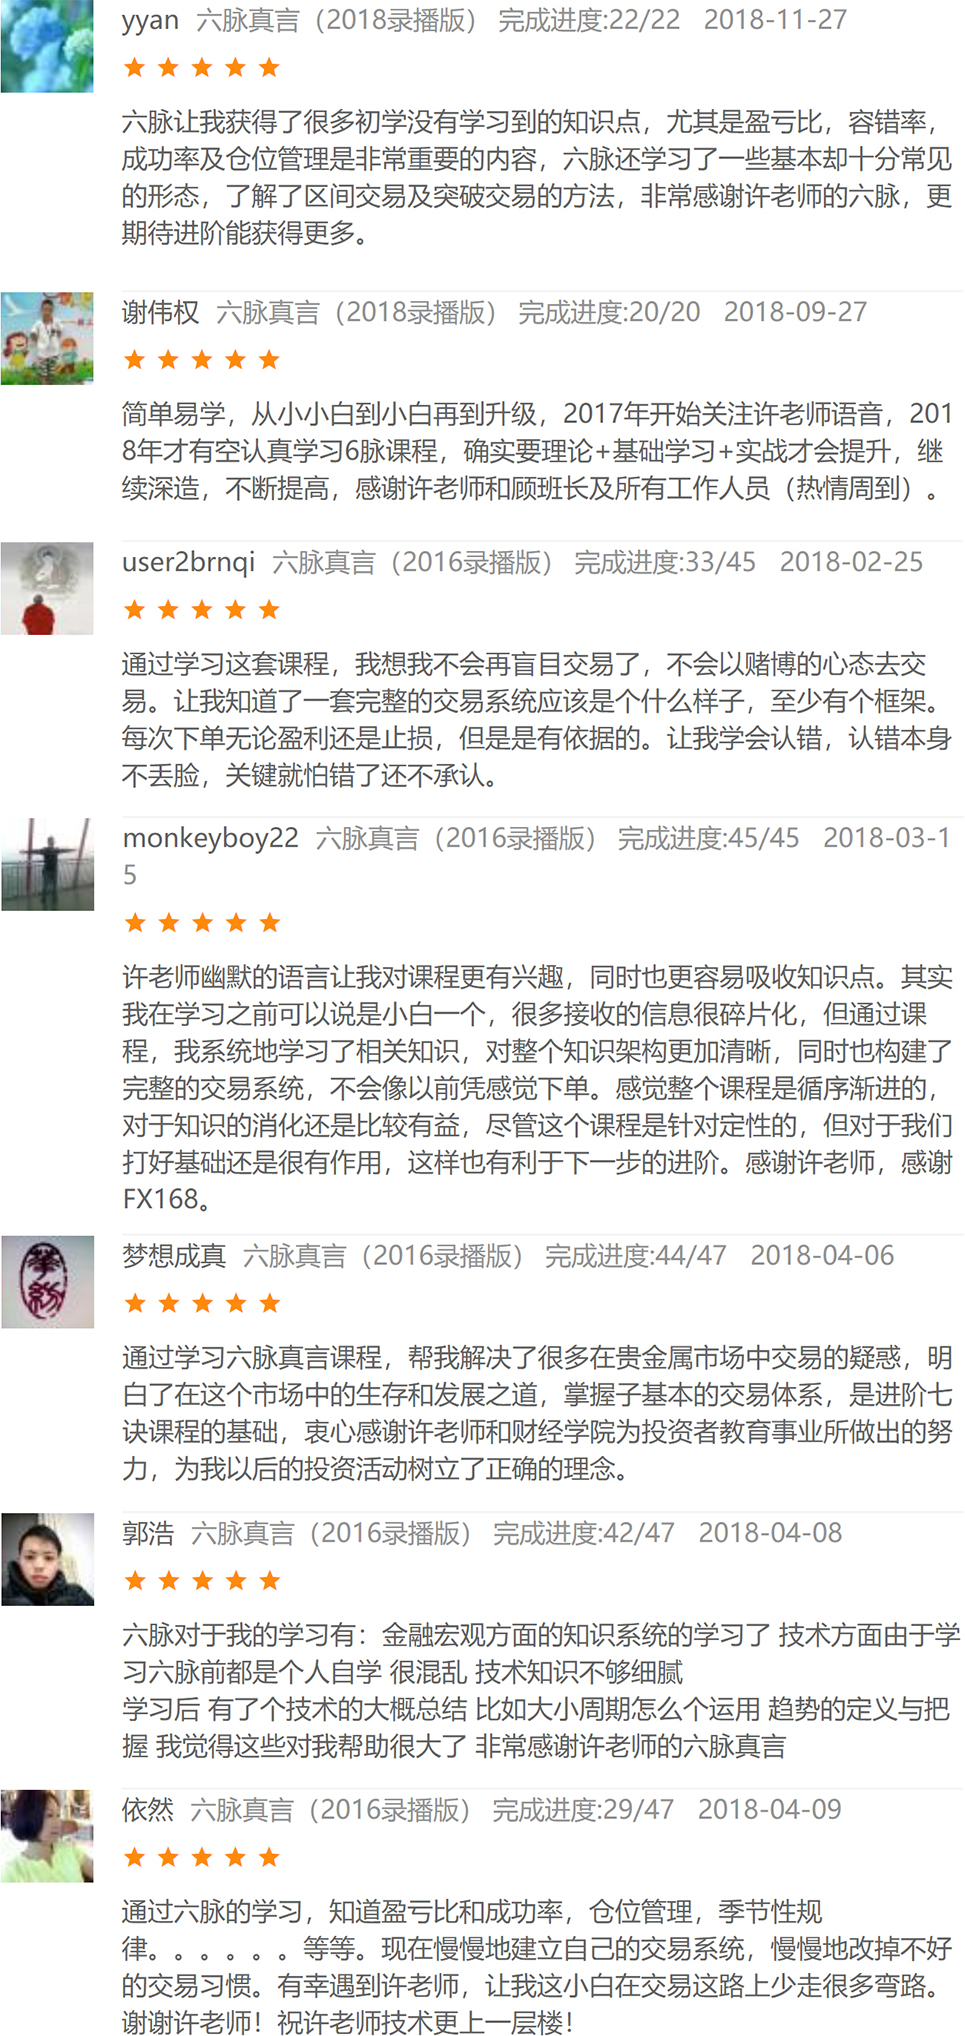 yyan 六脉真言（2018录播版） 完成进度:22/22 2018-11-27
六脉让我获得了很多初学没有学习到的知识点，尤其是盈亏比，容错率，
成功率及仓位管理是非常重要的内容，六脉还学习了一些基本却十分常见
的形态，了解了区间交易及突破交易的方法，非常感谢许老师的六脉，更
期待进阶能获得更多。
谢伟权 六脉真言（2018录播版） 完成进度:20/20 2018-09-27
简单易学，从小小白到小白再到升级，2017年开始关注许老师语音，201
8年才有空认真学习6脉课程，确实要理论+基础学习+实战才会提升，继
续深造，不断提高，感谢许老师和顾班长及所有工作人员（热情周到）。
user2brnqi 六脉真言（2016录播版） 完成进度:33/45 2018-02-25
通过学习这套课程，我想我不会再盲目交易了，不会以赌博的心态去交
易。让我知道了一套完整的交易系统应该是个什么样子，至少有个框架。
每次下单无论盈利还是止损，但是是有依据的。让我学会认错，认错本身
不丢脸，关键就怕错了还不承认。
monkeyboy22 六脉真言（2016录播版） 完成进度:45/45 2018-03-1
5
许老师幽默的语言让我对课程更有兴趣，同时也更容易吸收知识点。其实
我在学习之前可以说是小白一个，很多接收的信息很碎片化，但通过课
程，我系统地学习了相关知识，对整个知识架构更加清晰，同时也构建了
完整的交易系统，不会像以前凭感觉下单。感觉整个课程是循序渐进的，
对于知识的消化还是比较有益，尽管这个课程是针对定性的，但对于我们
打好基础还是很有作用，这样也有利于下一步的进阶。感谢许老师，感谢
FX168。
梦想成真 六脉真言（2016录播版） 完成进度:44/47 2018-04-06
通过学习六脉真言课程，帮我解决了很多在贵金属市场中交易的疑惑，明
白了在这个市场中的生存和发展之道，掌握子基本的交易体系，是进阶七
诀课程的基础，衷心感谢许老师和财经学院为投资者教育事业所做出的努
力，为我以后的投资活动树立了正确的理念。
郭浩 六脉真言（2016录播版） 完成进度:42/47 2018-04-08
六脉对于我的学习有：金融宏观方面的知识系统的学习了 技术方面由于学
习六脉前都是个人自学 很混乱 技术知识不够细腻
学习后 有了个技术的大概总结 比如大小周期怎么个运用 趋势的定义与把
握 我觉得这些对我帮助很大了 非常感谢许老师的六脉真言
依然 六脉真言（2016录播版） 完成进度:29/47 2018-04-09
通过六脉的学习，知道盈亏比和成功率，仓位管理，季节性规
律。。。。。。等等。现在慢慢地建立自己的交易系统，慢慢地改掉不好
的交易习惯。有幸遇到许老师，让我这小白在交易这路上少走很多弯路。
谢谢许老师！祝许老师技术更上一层楼！